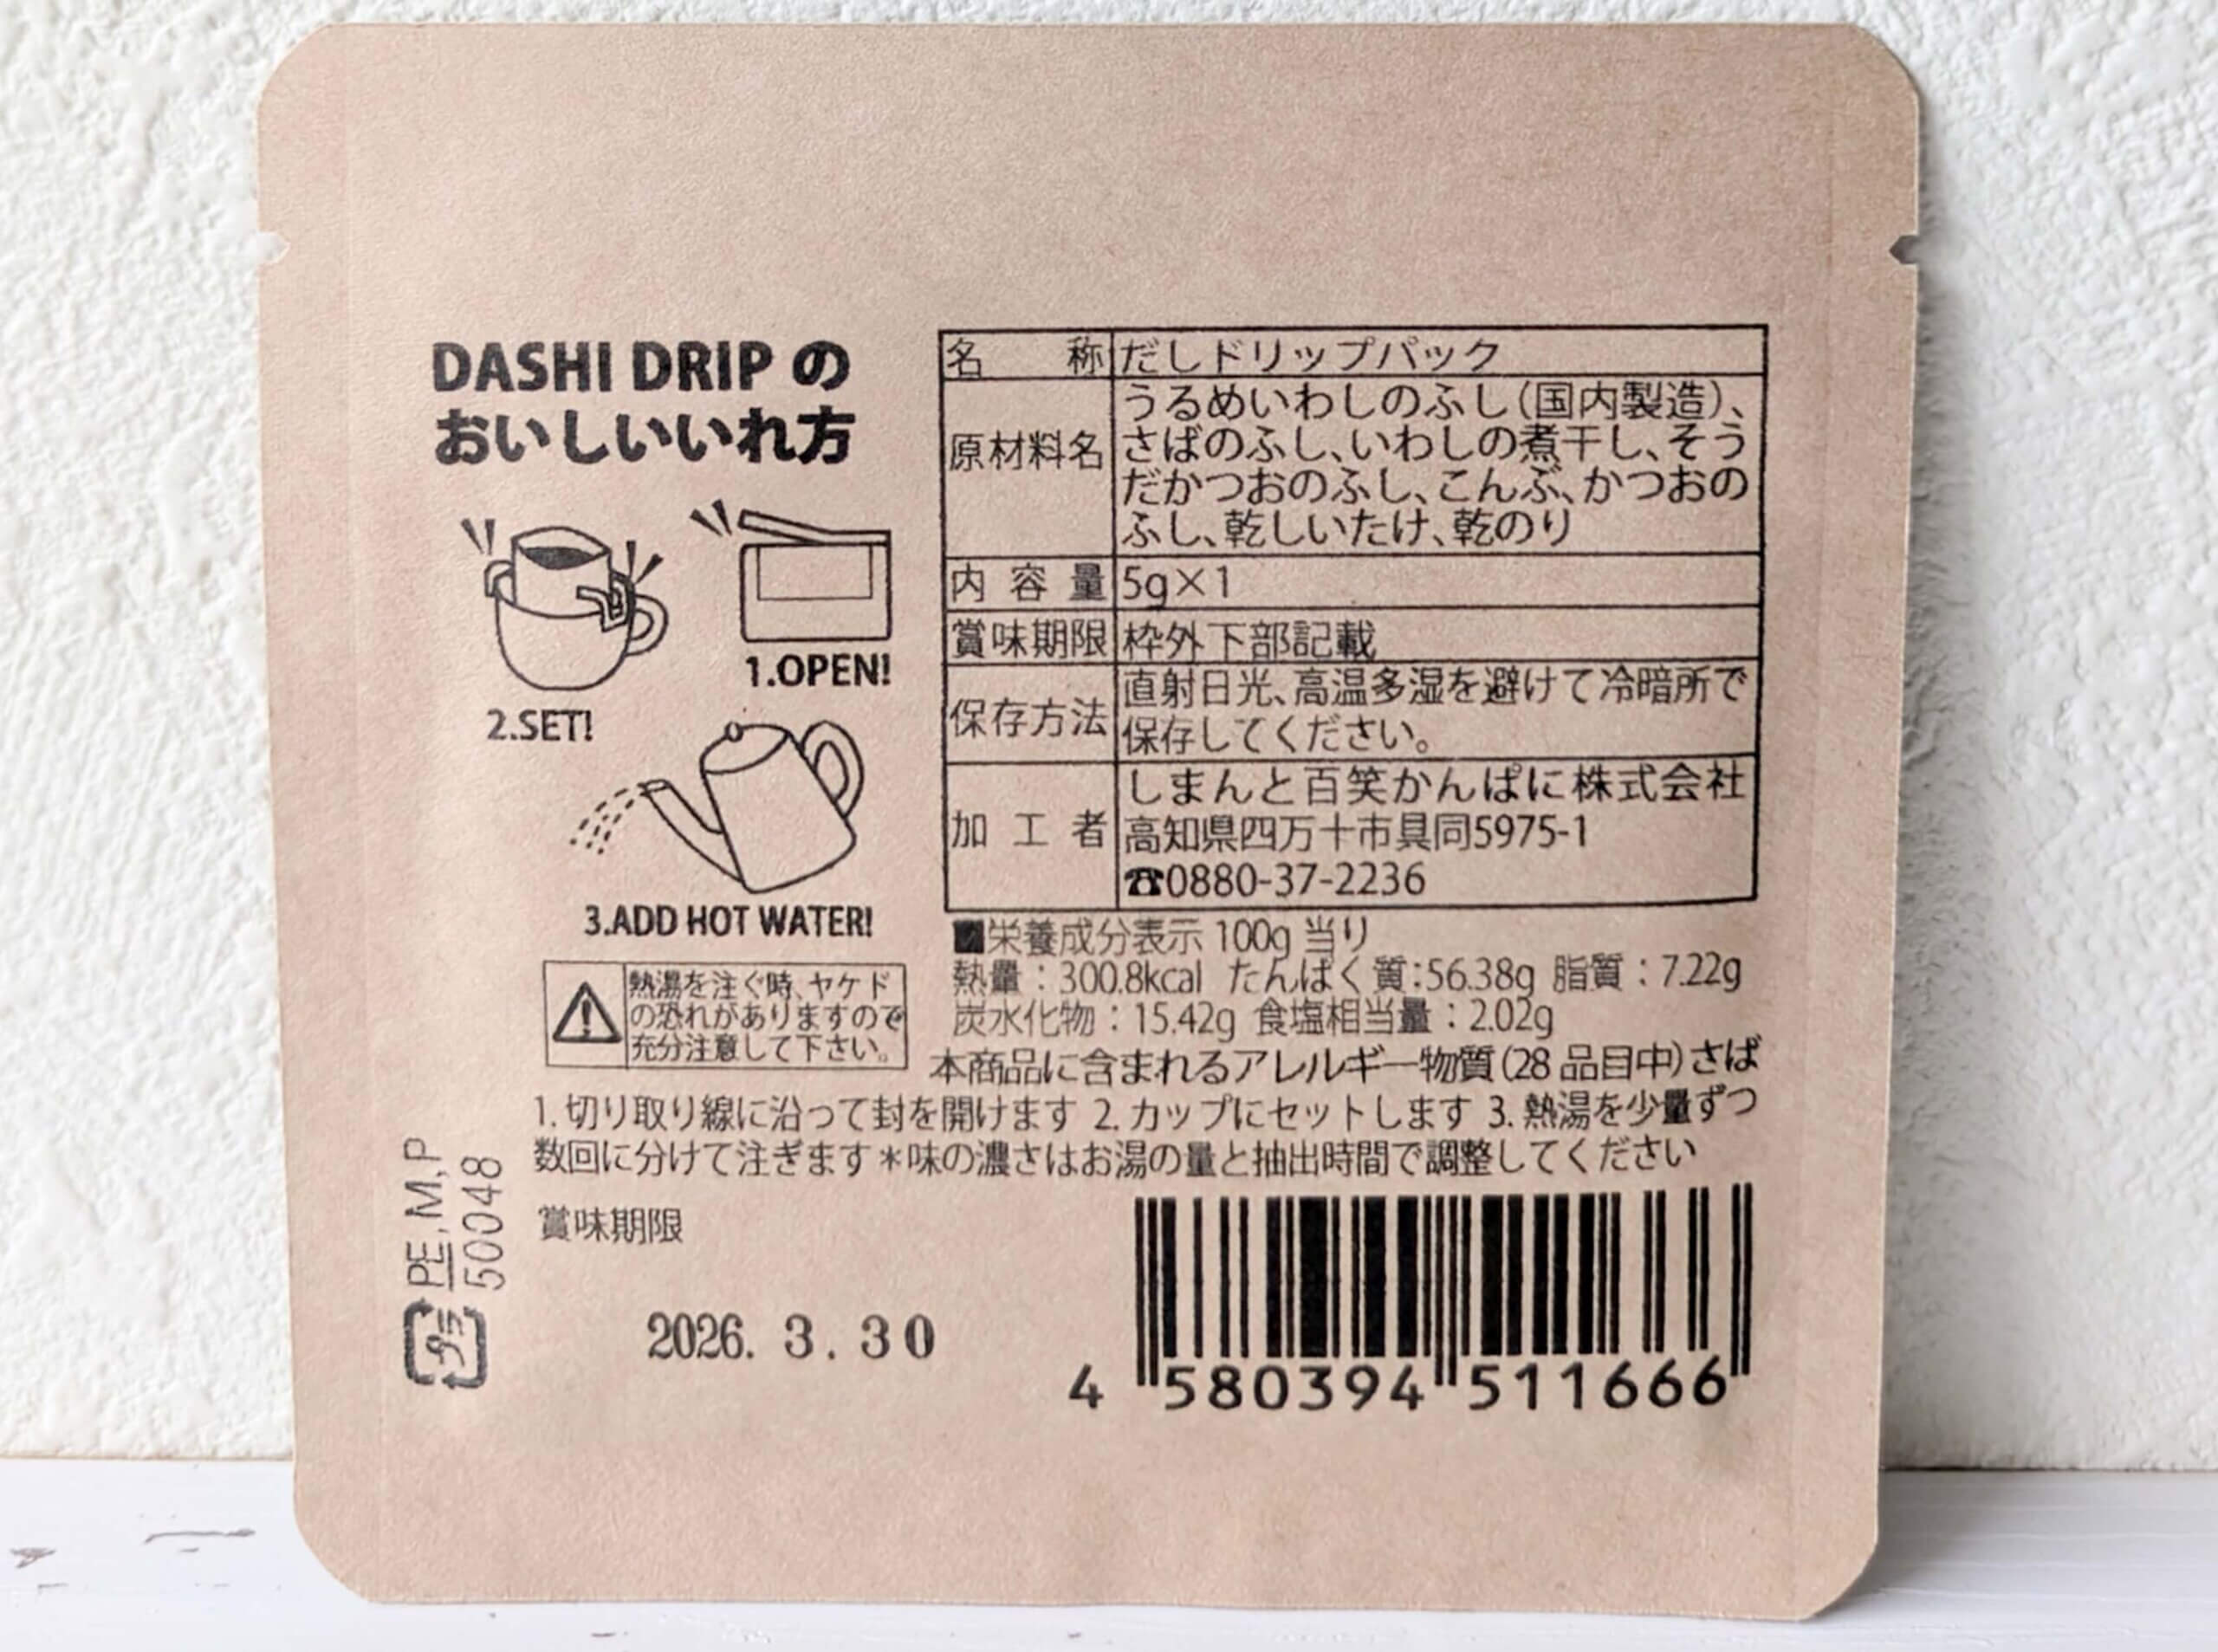 DASHI DRIP の
おいしいいれ方
1.OPEN!
2.SET!
3.ADD HOT WATER!
熱湯を注ぐ時、ヤケド
の恐れがありますので
充分注意して下さい。
名 称 だしドリップパック
原材料名 うるめいわしのふし(国内製造)、
さばのふし、いわしの煮干し、そう
だかつおのふし、こんぶ、かつおの
ふし、乾しいたけ、乾のり
内容量 5g×1
賞味期限 枠外下部記載
保存方法 直射日光、高温多湿を避けて冷暗所で
保存してください。
加工者 しまんと百笑かんぱに株式会社
高知県四万十市具同5975-1
☎0880-37-2236
■栄養成分表示 100g 当り
熱量:300.8kcal たんぱく質:56.38g 脂質:7.22g
炭水化物:15.42g 食塩相当量:2.02g
本商品に含まれるアレルギー物質(28品目中)さば
1. 切り取り線に沿って封を開けます 2. カップにセットします 3. 熱湯を少量ずつ
数回に分けて注ぎます＊味の濃さはお湯の量と抽出時間で調整してください
プラ PE,M,P
50048
賞味期限
2026. 3. 30
4 580394 511666